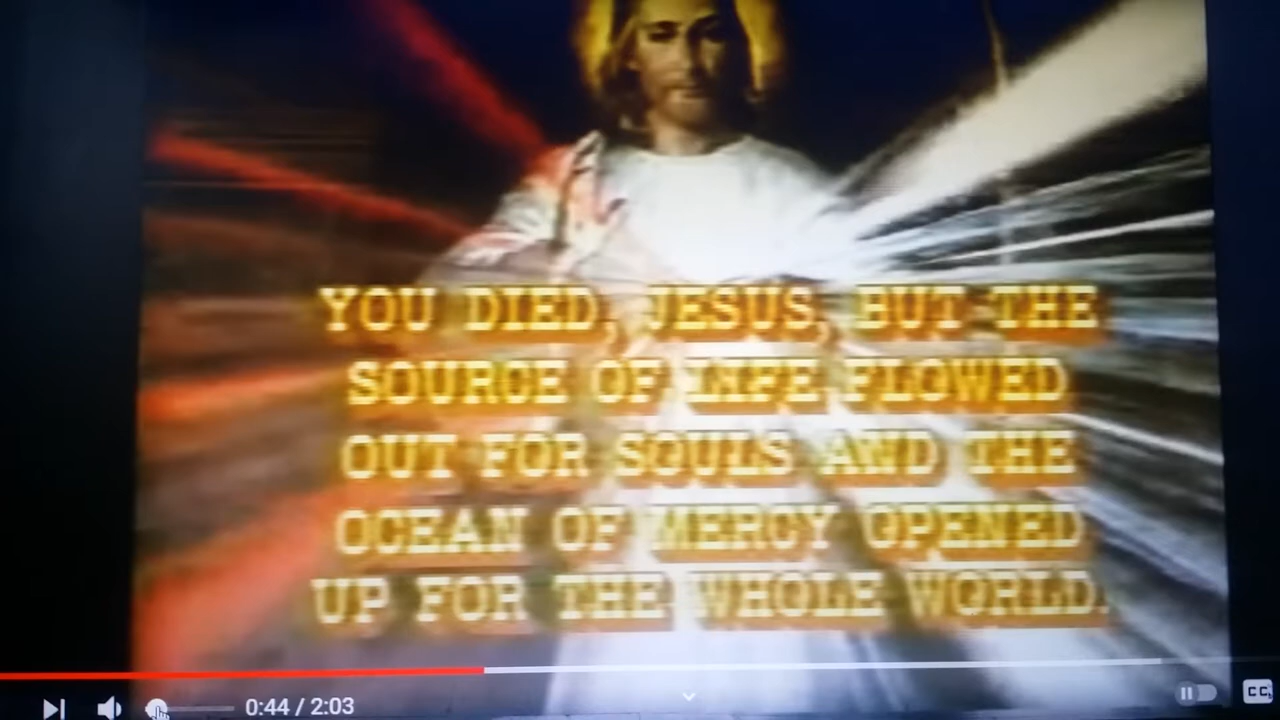 YOU DIED, JESUS, BUT THE
SOURCE OF LIFE FLOWED
OUT FOR SOULS AND THE
OCEAN OF MERCY OPENED
UP FOR THE WHOLE WORLD.
0:44 / 2:03
CC